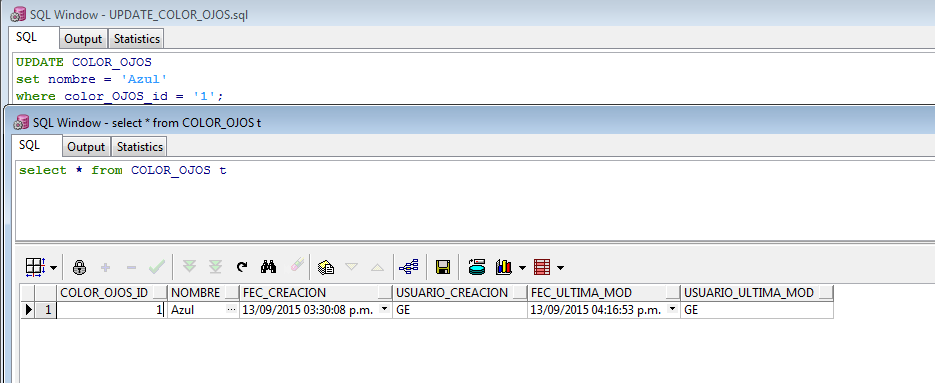 SQL Window - UPDATE_COLOR_OJOS.sql
SQL Output Statistics
UPDATE COLOR_OJOS
set nombre = 'Azul'
where color_OJOS_id = '1';
SQL Window - select * from COLOR_OJOS t
SQL Output Statistics
select * from COLOR_OJOS t
COLOR_OJOS_ID NOMBRE FEC_CREACION USUARIO_CREACION FEC_ULTIMA_MOD USUARIO_ULTIMA_MOD
1 1 Azul ... 13/09/2015 03:30:08 p.m. GE 13/09/2015 04:16:53 p.m. GE